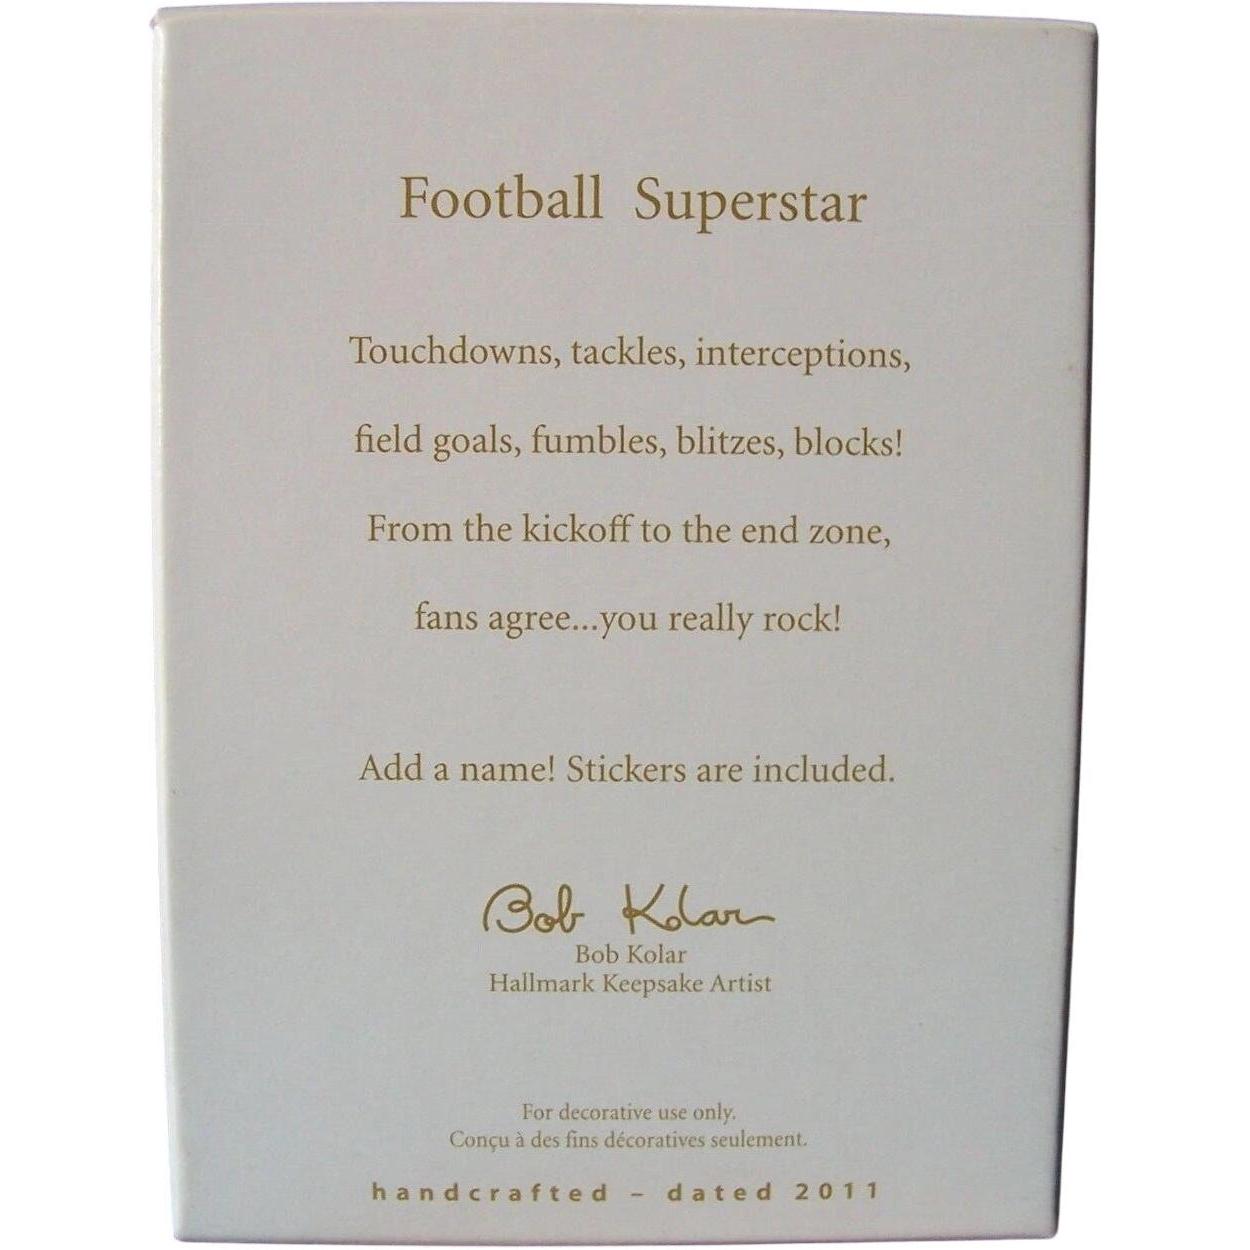 Football Superstar
Touchdowns, tackles, interceptions,
field goals, fumbles, blitzes, blocks!
From the kickoff to the end zone,
fans agree...you really rock!
Add a name! Stickers are included.
Bob Kolar
Bob Kolar
Hallmark Keepsake Artist
For decorative use only.
Conçu à des fins décoratives seulement.
handcrafted – dated 2011